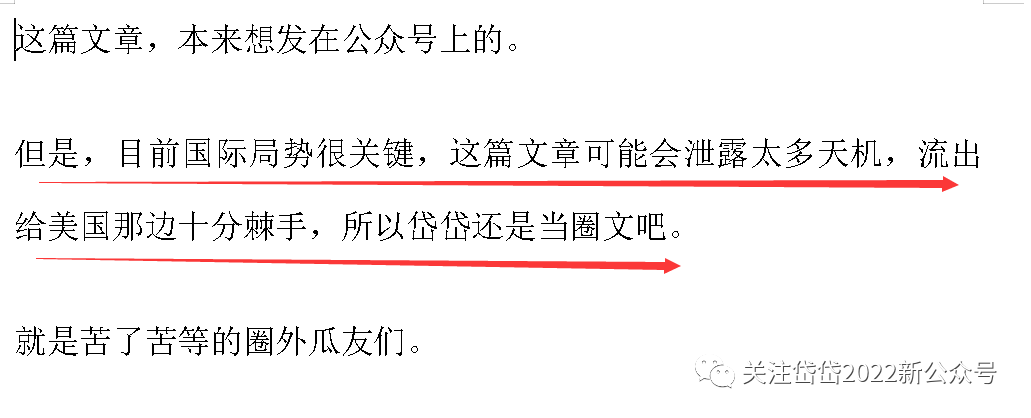 这篇文章，本来想发在公众号上的。
但是，目前国际局势很关键，这篇文章可能会泄露太多天机，流出
给美国那边十分棘手，所以岱岱还是当圈文吧。
就是苦了苦等的圈外瓜友们。
关注岱岱2022新公众号